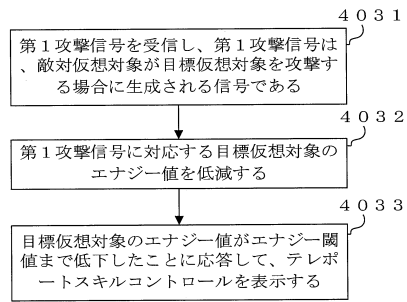 4031
第1攻撃信号を受信し、第1攻撃信号は
、敵対仮想対象が目標仮想対象を攻撃す
る場合に生成される信号である
4032
第1攻撃信号に対応する目標仮想対象の
エナジー値を低減する
4033
目標仮想対象のエナジー値がエナジー閾
値まで低下したことに応答して、テレポ
ートスキルコントロールを表示する